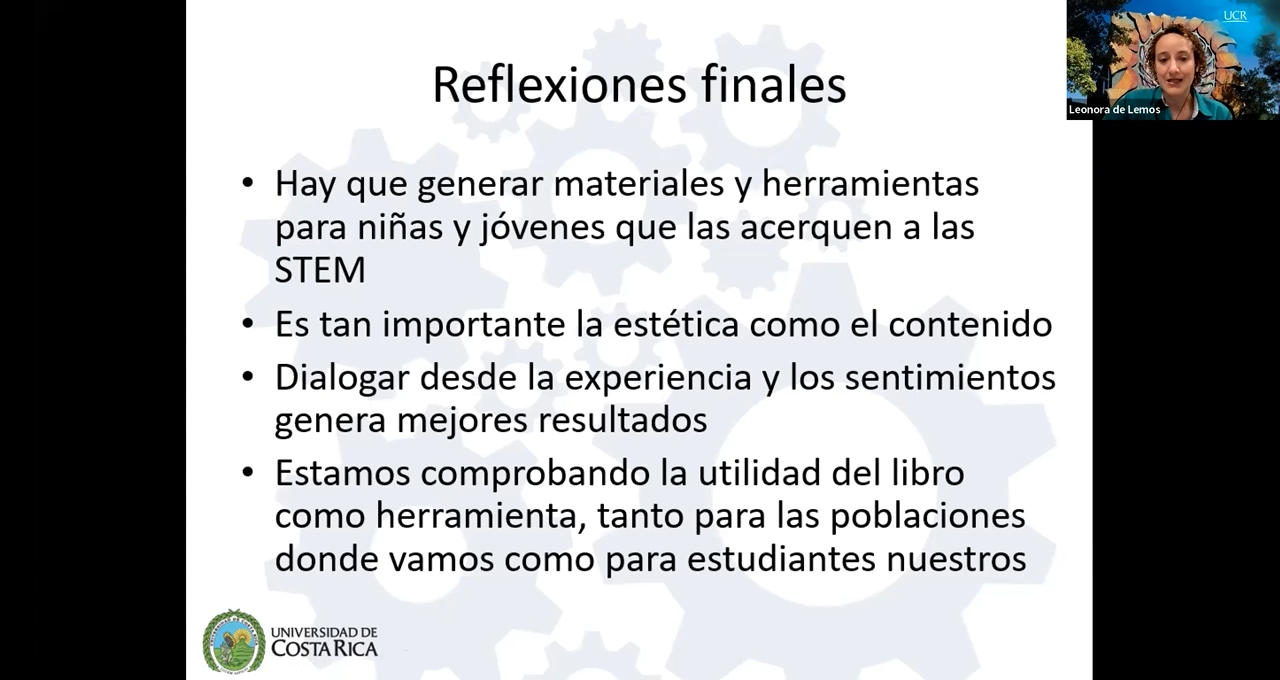 Reflexiones finales
UCR
Leonora de Lemos
• Hay que generar materiales y herramientas
para niñas y jóvenes que las acerquen a las
STEM
• Es tan importante la estética como el contenido
• Dialogar desde la experiencia y los sentimientos
genera mejores resultados
• Estamos comprobando la utilidad del libro
como herramienta, tanto para las poblaciones
donde vamos como para estudiantes nuestros
UNIVERSIDAD DE
COSTA RICA